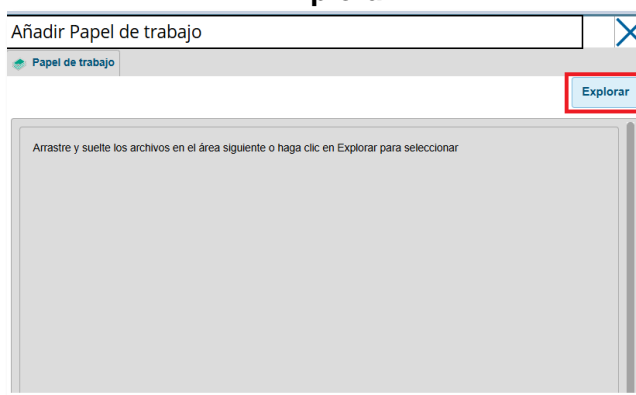 Añadir Papel de trabajo
Papel de trabajo
Explorar
Arrastre y suelte los archivos en el área siguiente o haga clic en Explorar para seleccionar